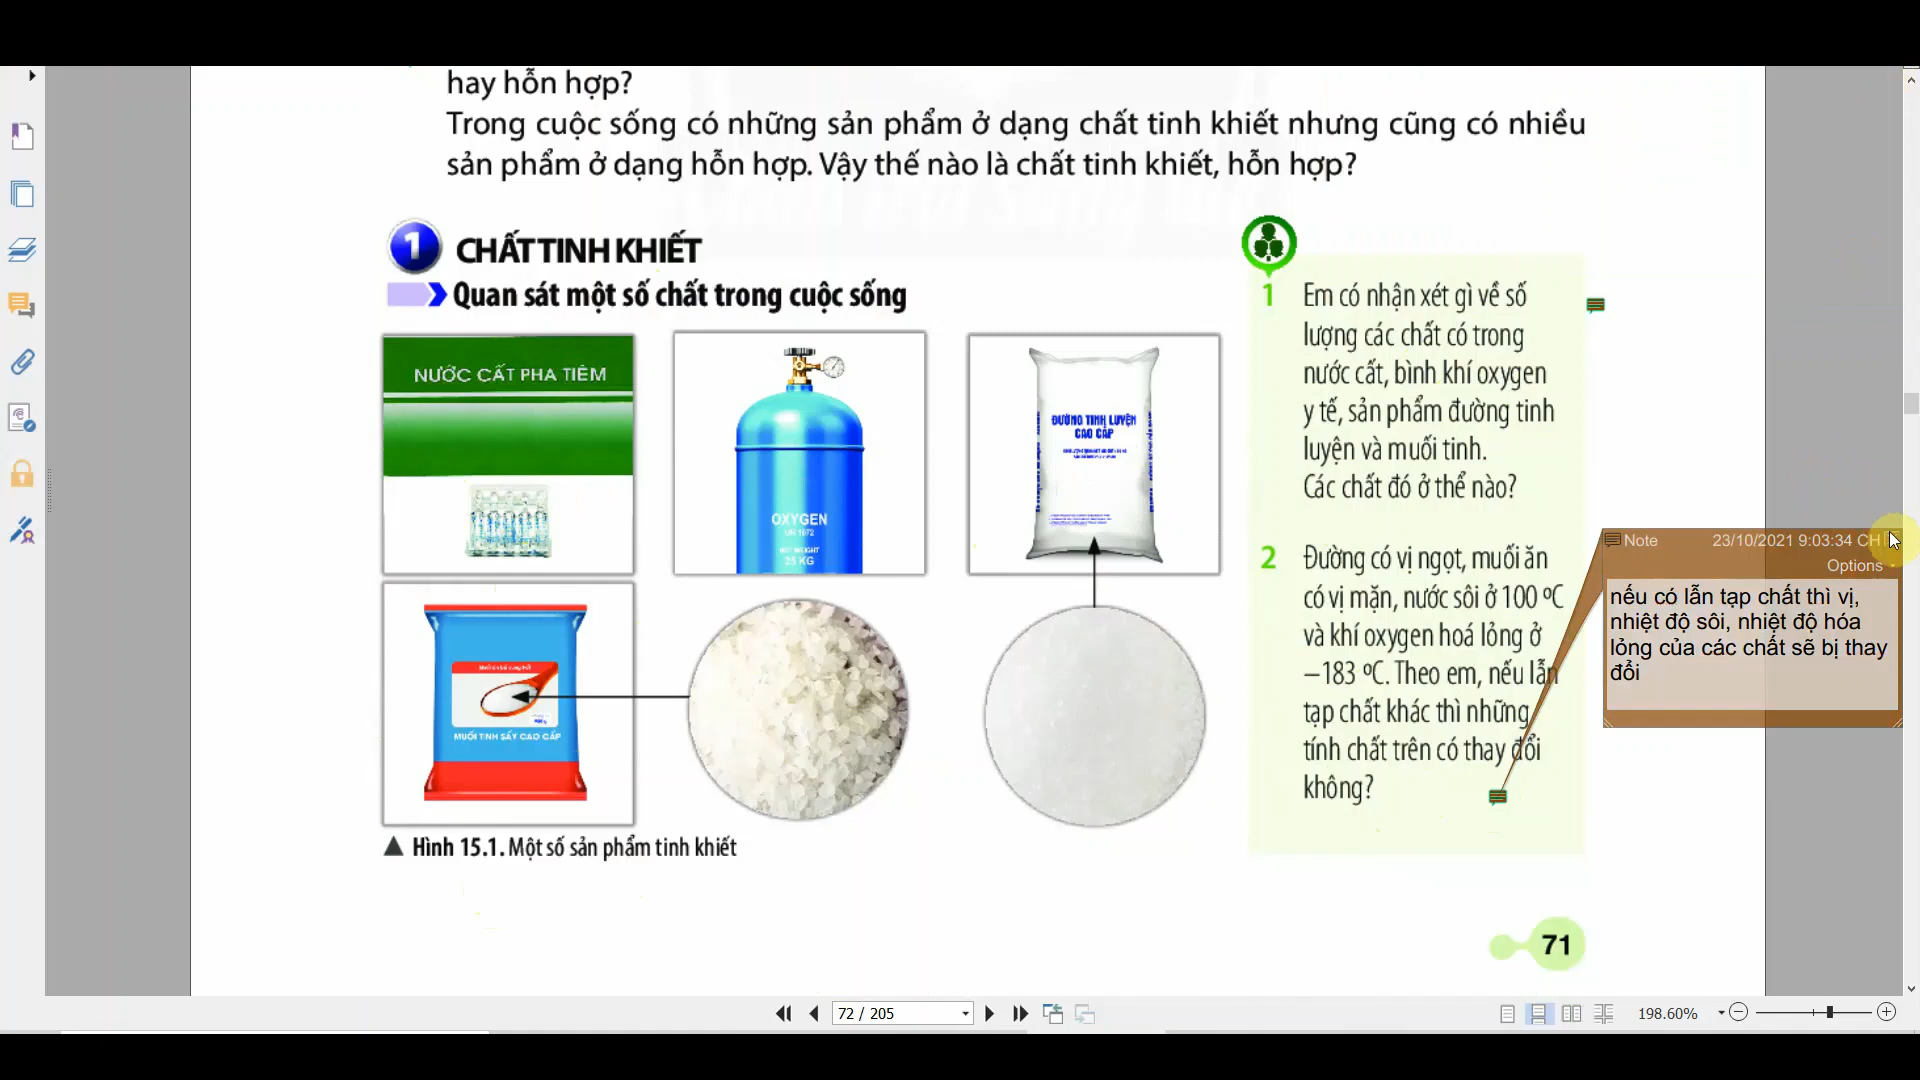 hay hỗn hợp?
Trong cuộc sống có những sản phẩm ở dạng chất tinh khiết nhưng cũng có nhiều
sản phẩm ở dạng hỗn hợp. Vậy thế nào là chất tinh khiết, hỗn hợp?
1 CHẤT TINH KHIẾT
Quan sát một số chất trong cuộc sống
NƯỚC CẤT PHA TIÊM
OXYGEN
UN 1072
NET WEIGHT
25 KG
ĐƯỜNG TINH LUYỆN
CAO CẤP
MUỐI TINH SẤY CAO CẤP
Hình 15.1. Một số sản phẩm tinh khiết
1 Em có nhận xét gì về số
lượng các chất có trong
nước cất, bình khí oxygen
y tế, sản phẩm đường tinh
luyện và muối tinh.
Các chất đó ở thể nào?
2 Đường có vị ngọt, muối ăn
có vị mặn, nước sôi ở 100 ºC
và khí oxygen hoá lỏng ở
–183 ºC. Theo em, nếu lẫn
tạp chất khác thì những
tính chất trên có thay đổi
không?
Note 23/10/2021 9:03:34 CH
Options
nếu có lẫn tạp chất thì vị,
nhiệt độ sôi, nhiệt độ hóa
lỏng của các chất sẽ bị thay
đổi
71
72 / 205
198.60%